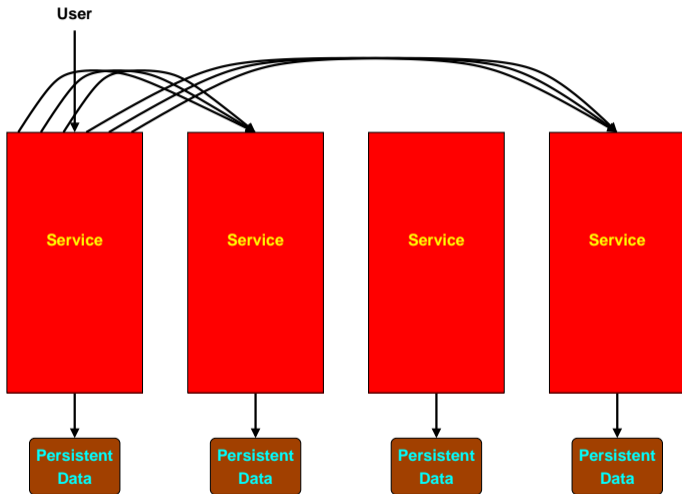 User
Service
Service
Service
Service
Persistent
Data
Persistent
Data
Persistent
Data
Persistent
Data